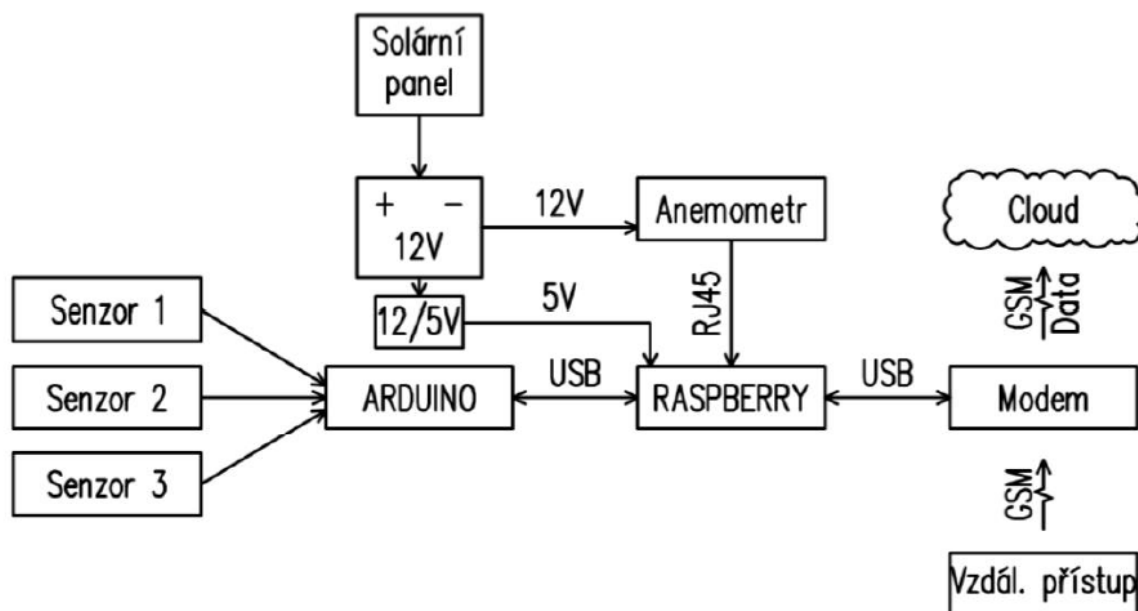 Solární
panel
+ -
12V
12V
Anemometr
Cloud
12/5V
5V
RJ45
GSM
Data
Senzor 1
Senzor 2
Senzor 3
ARDUINO
USB
RASPBERRY
USB
Modem
GSM
Vzdál. přístup